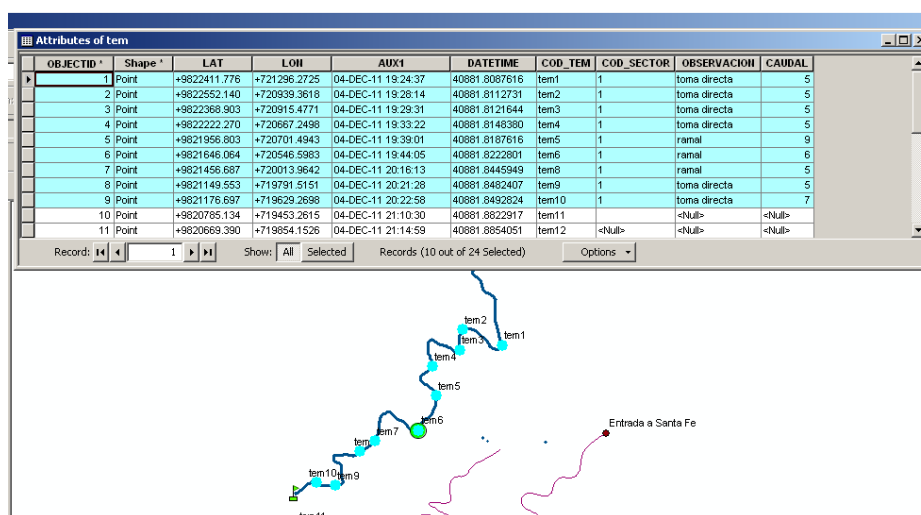 Attributes of tem
OBJECTID * Shape * LAT LON AUX1 DATETIME COD_TEM COD_SECTOR OBSERVACION CAUDAL
1 Point +9822411.776 +721296.2725 04-DEC-11 19:24:37 40881.8087616 tem1 1 toma directa 5
2 Point +9822552.140 +720939.3618 04-DEC-11 19:28:14 40881.8112731 tem2 1 toma directa 5
3 Point +9822368.903 +720915.4771 04-DEC-11 19:29:31 40881.8121644 tem3 1 toma directa 5
4 Point +9822222.270 +720667.2498 04-DEC-11 19:33:22 40881.8148380 tem4 1 toma directa 5
5 Point +9821956.803 +720701.4943 04-DEC-11 19:39:01 40881.8187616 tem5 1 ramal 9
6 Point +9821646.064 +720546.5983 04-DEC-11 19:44:05 40881.8222801 tem6 1 ramal 6
7 Point +9821456.687 +720013.9642 04-DEC-11 20:16:13 40881.8445949 tem8 1 ramal 5
8 Point +9821149.553 +719791.5151 04-DEC-11 20:21:28 40881.8482407 tem9 1 toma directa 5
9 Point +9821176.697 +719629.2698 04-DEC-11 20:22:58 40881.8492824 tem10 1 toma directa 7
10 Point +9820785.134 +719453.2615 04-DEC-11 21:10:30 40881.8822917 tem11 <Null> <Null>
11 Point +9820669.390 +719854.1526 04-DEC-11 21:14:59 40881.8854051 tem12 <Null> <Null> <Null>
Record: 1 Show: All Selected Records (10 out of 24 Selected) Options
tem2
tem1
tem3
tem4
tem5
tem6
Entrada a Santa Fe
tem7
tem
tem10
tem9